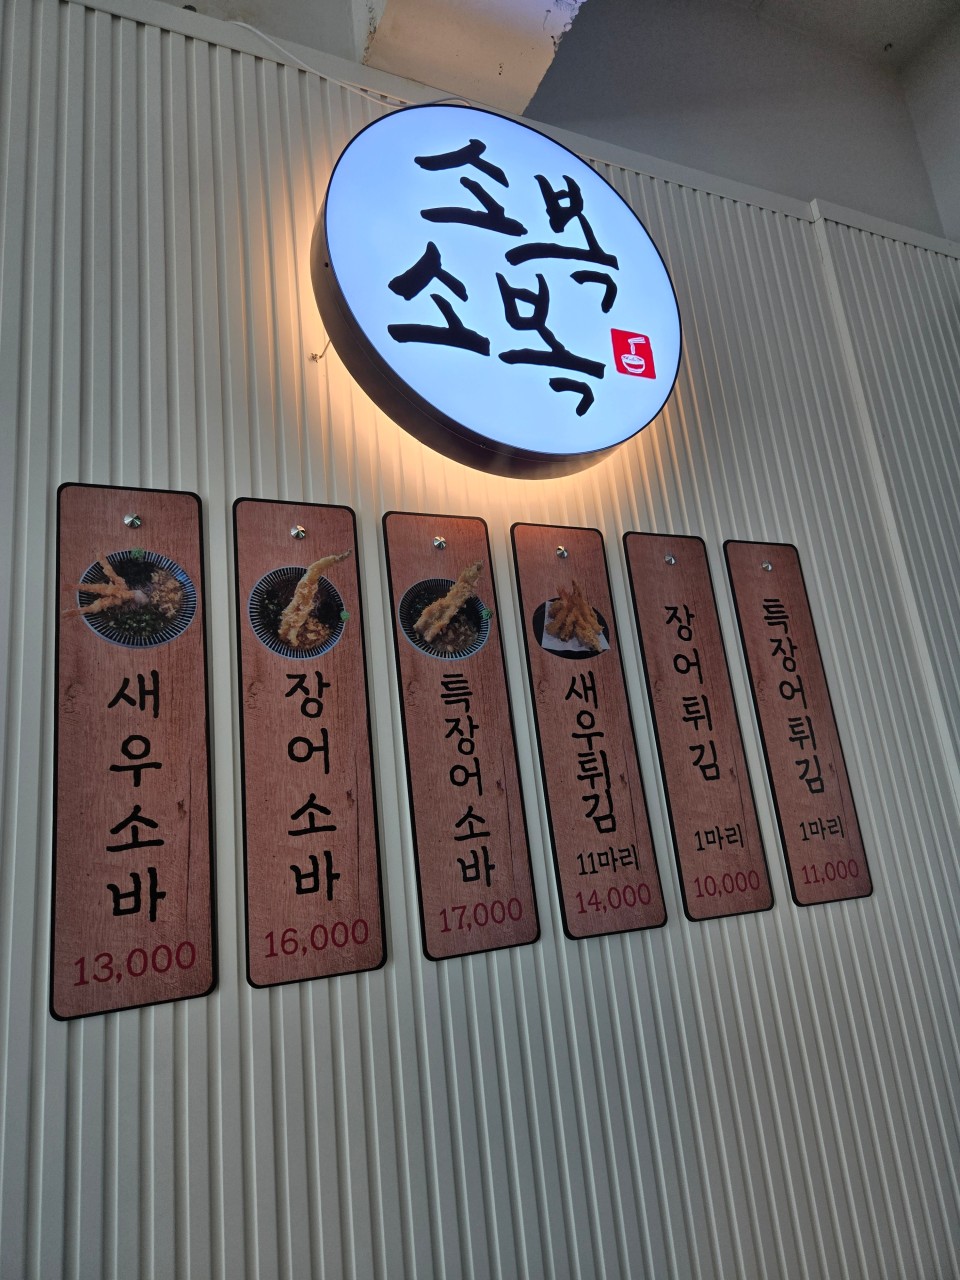 소복
소복
새우소바
13,000
장어소바
16,000
특장어소바
17,000
새우튀김
11마리
14,000
장어튀김
1마리
10,000
특장어튀김
1마리
11,000